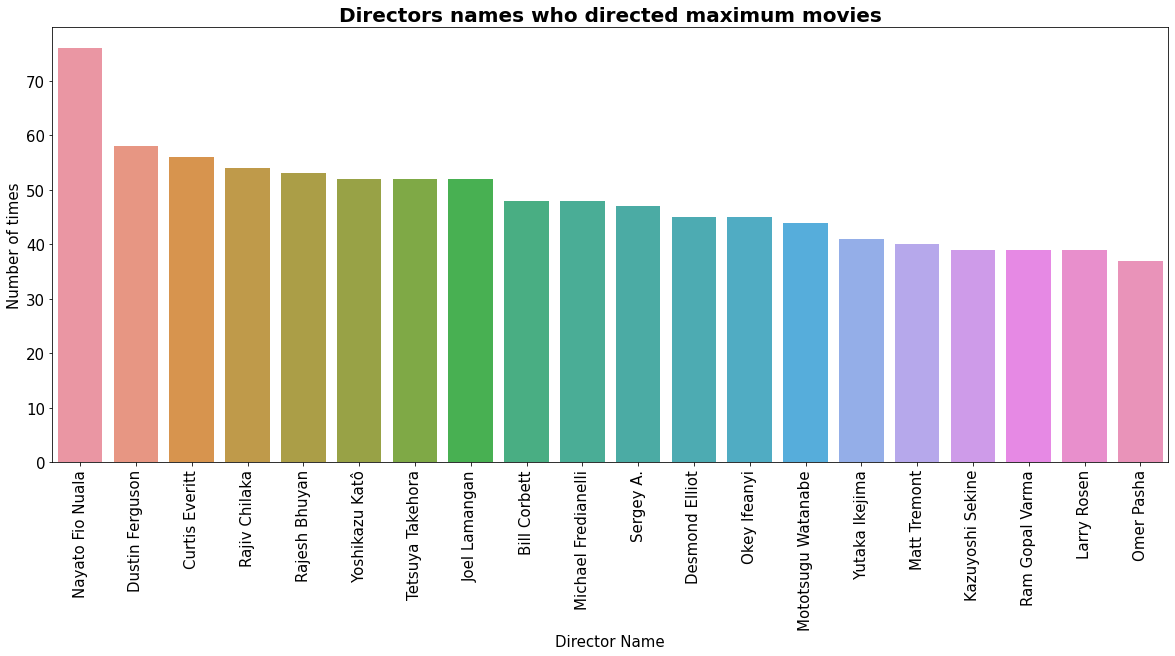 Directors names who directed maximum movies
Number of times
70
60
50
40
30
20
10
0
Nayato Fio Nuala
Dustin Ferguson
Curtis Everitt
Rajiv Chilaka
Rajesh Bhuyan
Yoshikazu Katô
Tetsuya Takehora
Joel Lamangan
Bill Corbett
Michael Fredianelli
Sergey A.
Desmond Elliot
Okey Ifeanyi
Mototsugu Watanabe
Yutaka Ikejima
Matt Tremont
Kazuyoshi Sekine
Ram Gopal Varma
Larry Rosen
Omer Pasha
Director Name